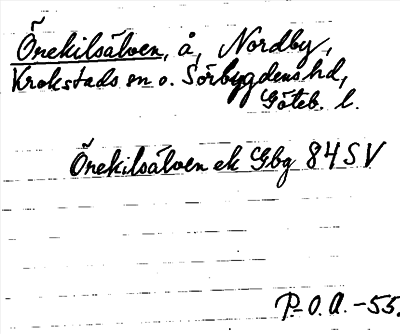 Önekilsälven, å, Nordby,
Krokstads sn o. Sörbygdens hd,
Göteb. l.
Önekilsälven ek Gbg 84 SV
P.-O.A. -55.